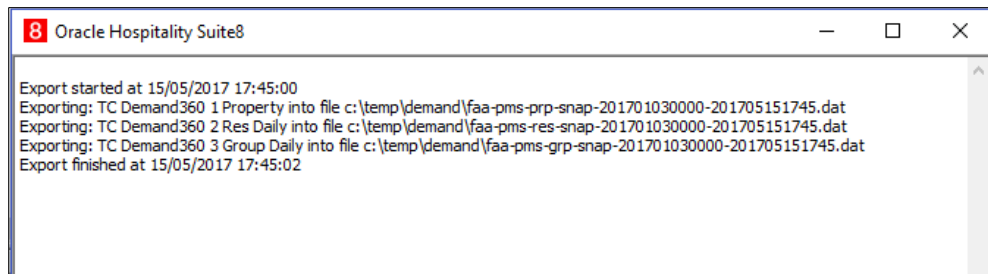 8 Oracle Hospitality Suite8
Export started at 15/05/2017 17:45:00
Exporting: TC Demand360 1 Property into file c:\temp\demand\faa-pms-prp-snap-201701030000-201705151745.dat
Exporting: TC Demand360 2 Res Daily into file c:\temp\demand\faa-pms-res-snap-201701030000-201705151745.dat
Exporting: TC Demand360 3 Group Daily into file c:\temp\demand\faa-pms-grp-snap-201701030000-201705151745.dat
Export finished at 15/05/2017 17:45:02